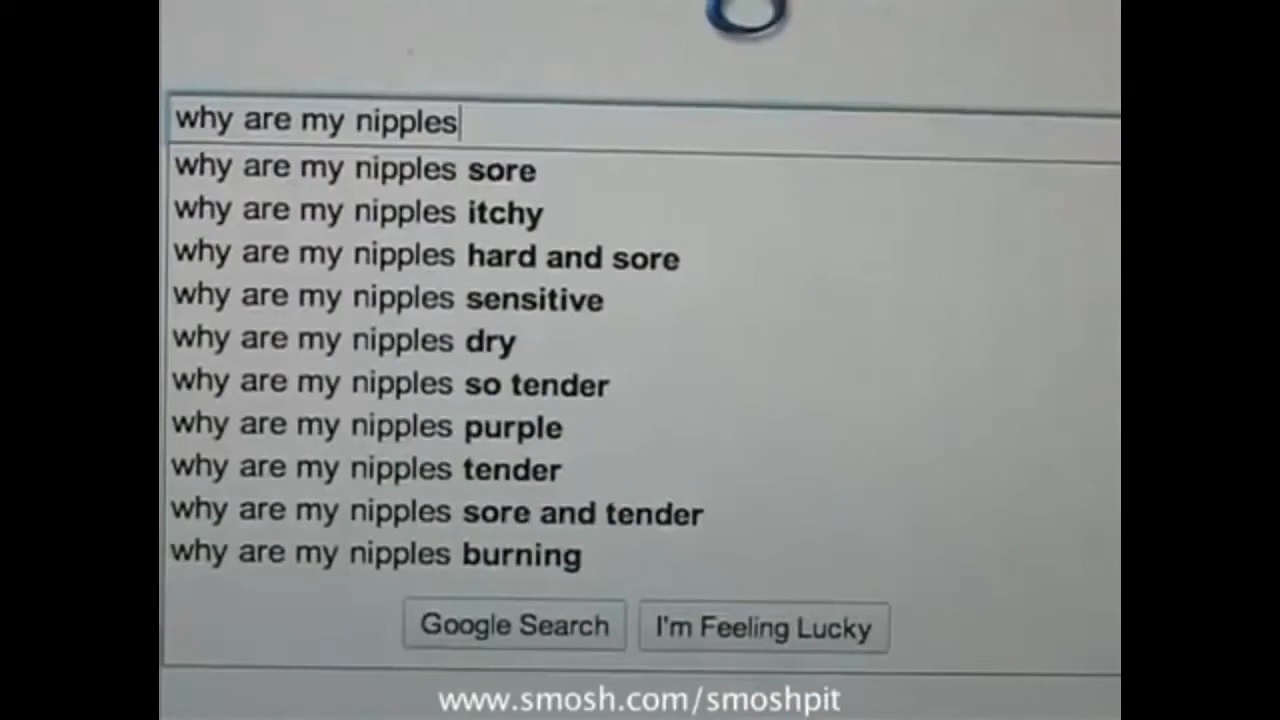 why are my nipples
why are my nipples sore
why are my nipples itchy
why are my nipples hard and sore
why are my nipples sensitive
why are my nipples dry
why are my nipples so tender
why are my nipples purple
why are my nipples tender
why are my nipples sore and tender
why are my nipples burning
Google Search I'm Feeling Lucky
www.smosh.com/smoshpit